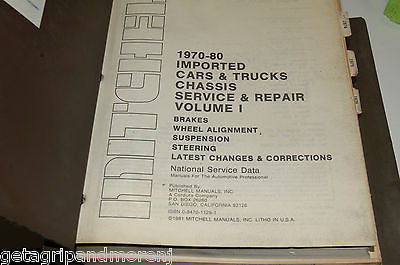 MITCHELL
1970-80
IMPORTED
CARS & TRUCKS
CHASSIS
SERVICE & REPAIR
VOLUME I
BRAKES
WHEEL ALIGNMENT
SUSPENSION
STEERING
LATEST CHANGES & CORRECTIONS
National Service Data
Manuals For The Automotive Professional
Published By
MITCHELL MANUALS, INC.
A Cordura Company
P.O. BOX 26260
SAN DIEGO, CALIFORNIA 92126
ISBN 0-8470-1129-1
©1981 MITCHELL MANUALS, INC. LITHO IN U.S.A.
getagripandmore